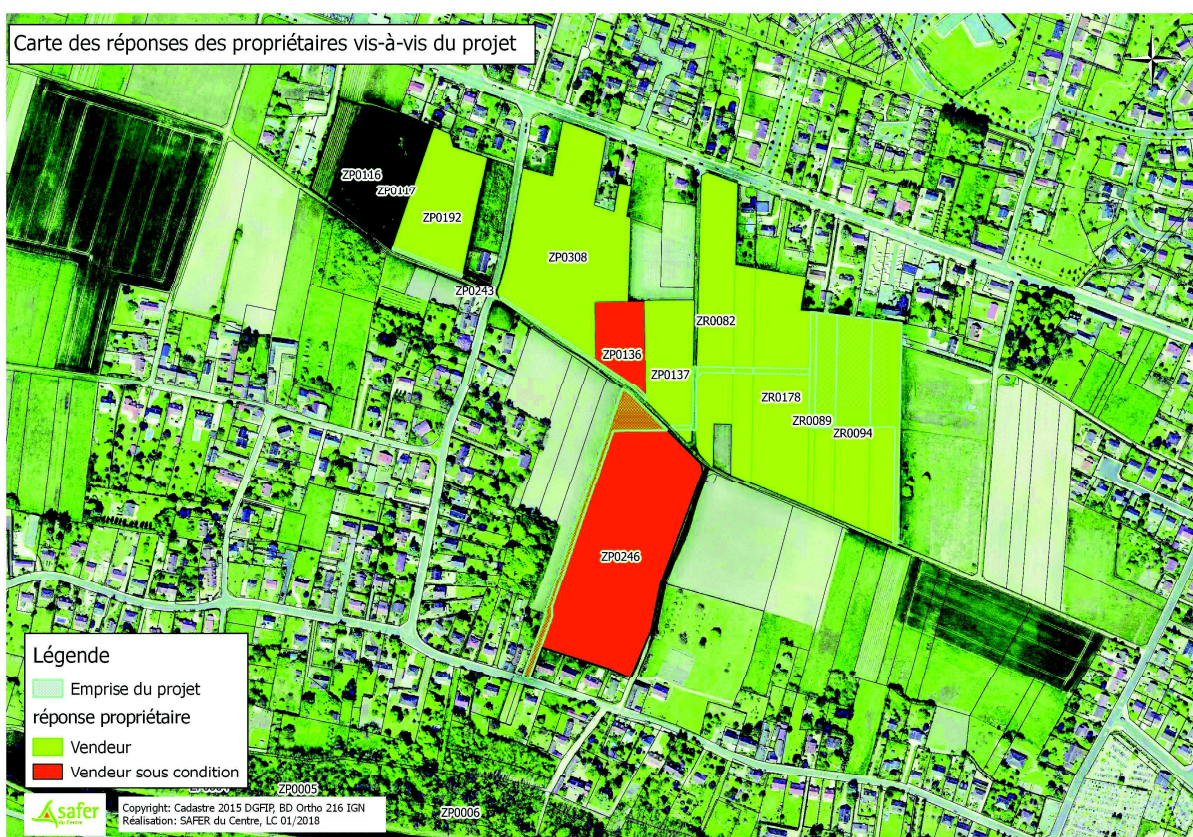 Carte des réponses des propriétaires vis-à-vis du projet
ZP0116
ZP0117
ZP0192
ZP0308
ZP0243
ZR0082
ZP0136
ZP0137
ZR0178
ZR0089
ZR0094
ZP0246
Légende
Emprise du projet
réponse propriétaire
Vendeur
Vendeur sous condition
ZP0005
ZP0006
safer
du Centre
Copyright: Cadastre 2015 DGFIP, BD Ortho 216 IGN
Réalisation: SAFER du Centre, LC 01/2018